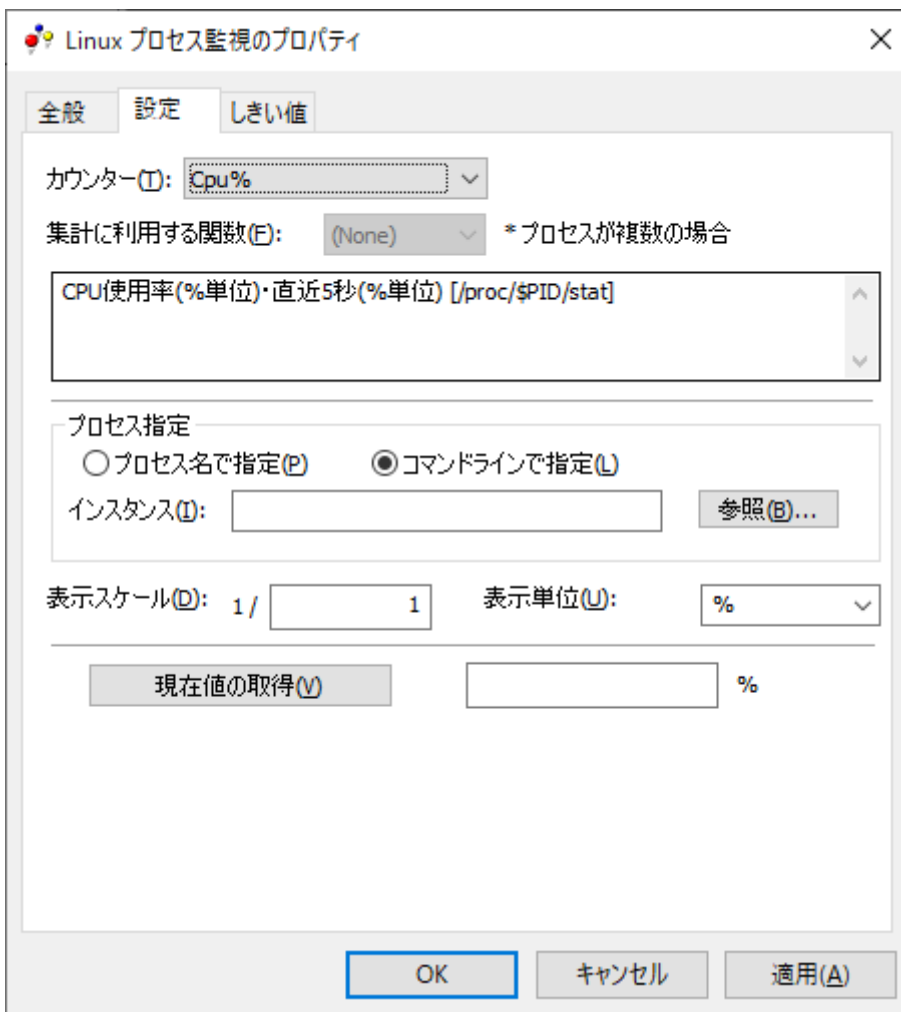 Linux プロセス監視のプロパティ
全般 設定 しきい値
カウンター(T): Cpu%
集計に利用する関数(F): (None) *プロセスが複数の場合
CPU使用率(%単位)・直近5秒(%単位) [/proc/$PID/stat]
プロセス指定
プロセス名で指定(P) コマンドラインで指定(L)
インスタンス(I): 参照(B)...
表示スケール(D): 1 / 1 表示単位(U): %
現在値の取得(V) %
OK キャンセル 適用(A)